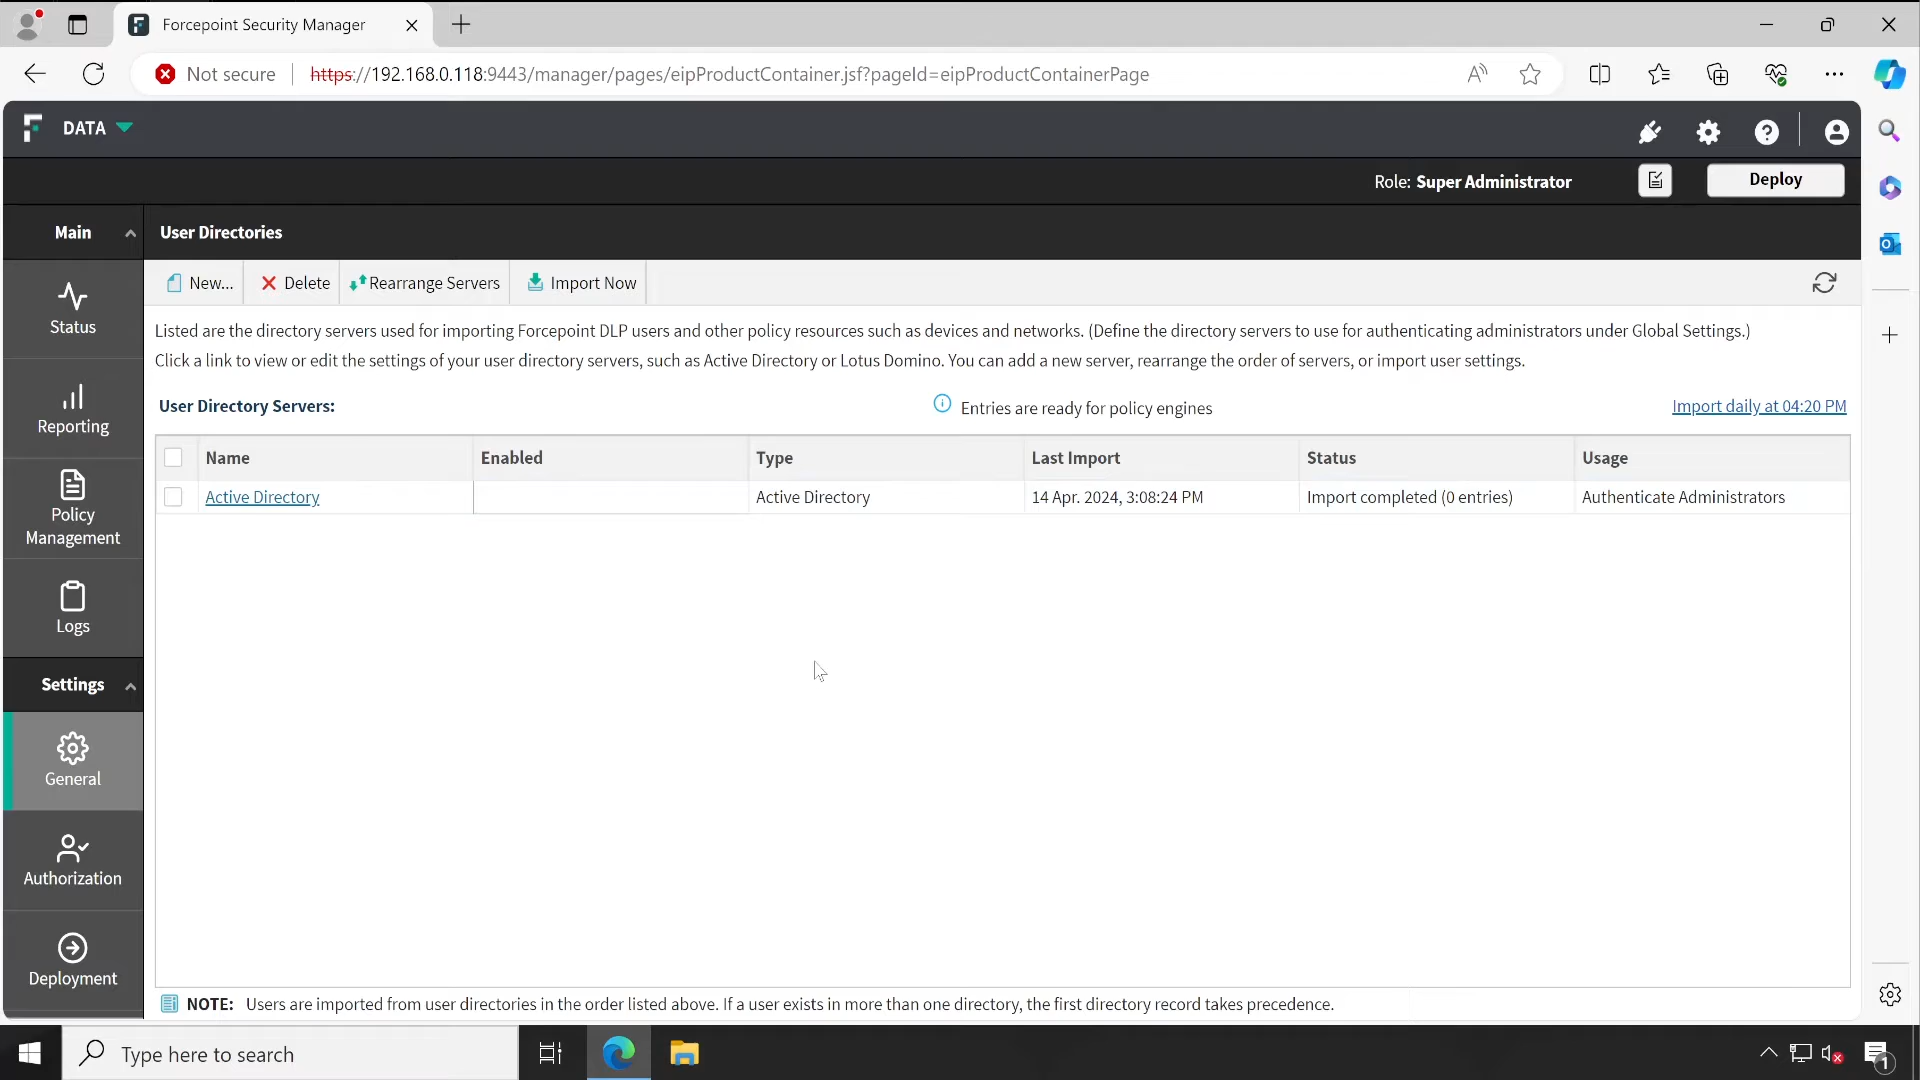 Forcepoint Security Manager
Not secure
https://192.168.0.118:9443/manager/pages/eipProductContainer.jsf?pageId=eipProductContainerPage
DATA
Role: Super Administrator
Deploy
Main
User Directories
New...
Delete
Rearrange Servers
Import Now
Status
Reporting
Policy
Management
Logs
Settings
General
Authorization
Deployment
Listed are the directory servers used for importing Forcepoint DLP users and other policy resources such as devices and networks. (Define the directory servers to use for authenticating administrators under Global Settings.)
Click a link to view or edit the settings of your user directory servers, such as Active Directory or Lotus Domino. You can add a new server, rearrange the order of servers, or import user settings.
User Directory Servers:
Entries are ready for policy engines
Import daily at 04:20 PM
Name Enabled Type Last Import Status Usage
Active Directory Active Directory 14 Apr. 2024, 3:08:24 PM Import completed (0 entries) Authenticate Administrators
NOTE: Users are imported from user directories in the order listed above. If a user exists in more than one directory, the first directory record takes precedence.
Type here to search
1